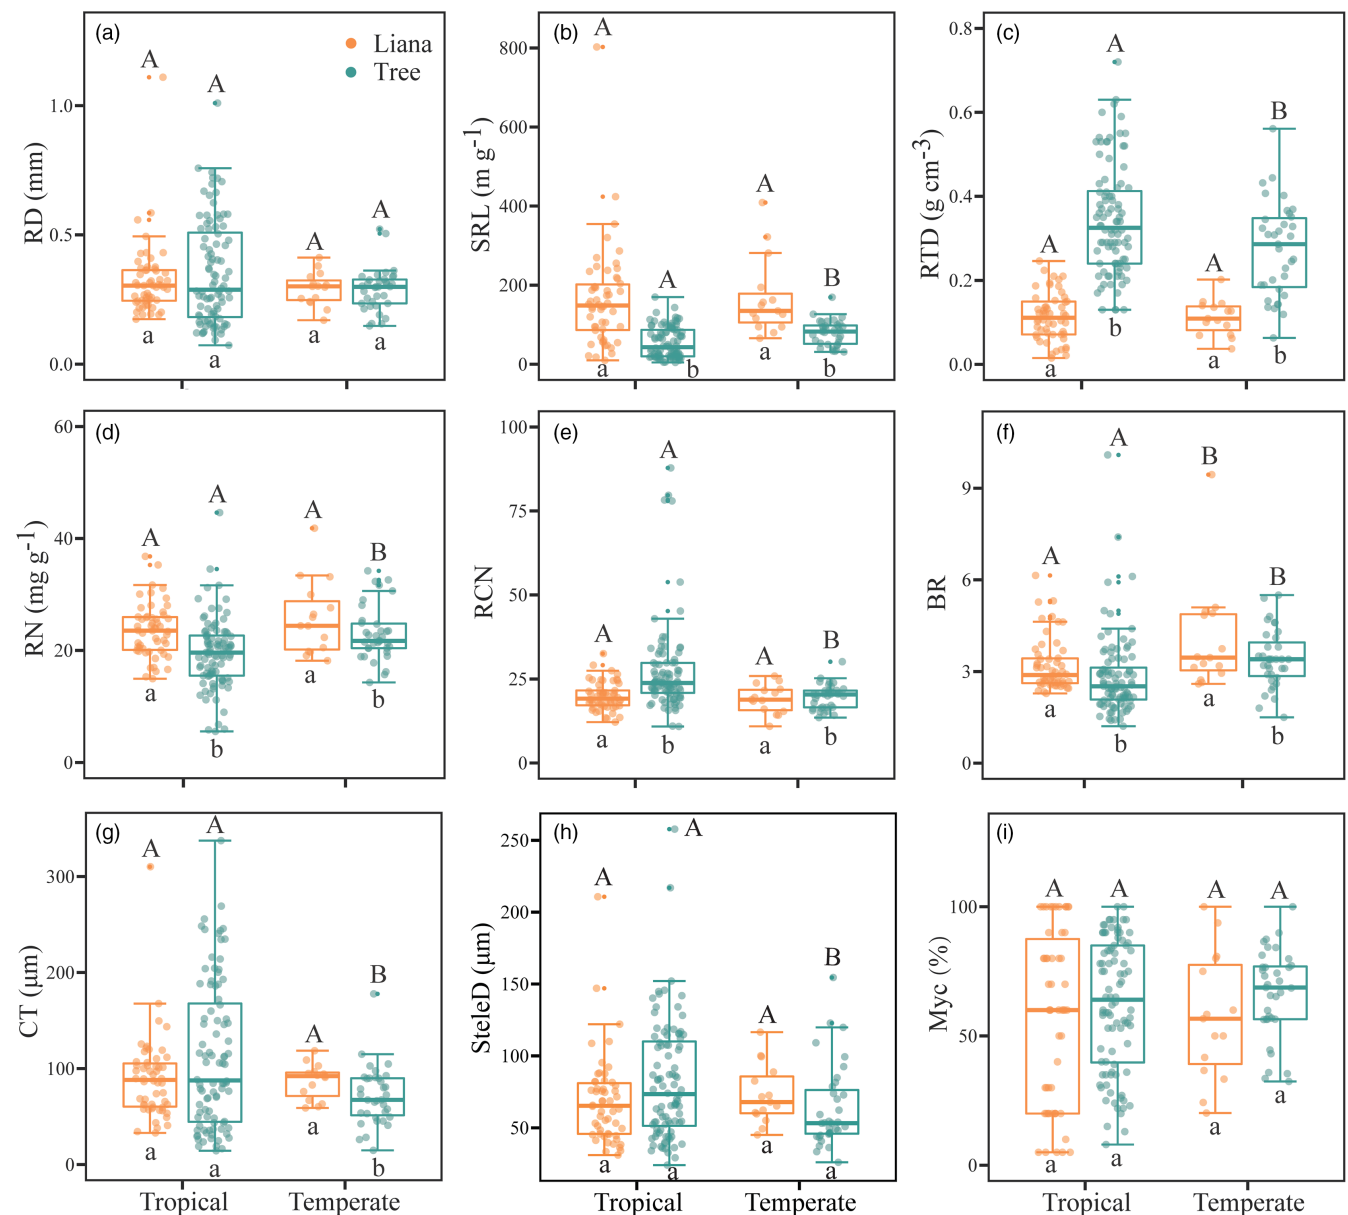 (a)
Liana
Tree
A
A
A
A
1.0
0.5
0.0
RD (mm)
a
a
a
a
(b)
A
A
A
B
800
600
400
200
0
SRL (m g-1)
a
b
a
b
(c)
A
A
A
B
0.8
0.6
0.4
0.2
0.0
RTD (g cm-3)
a
b
a
b
(d)
A
A
A
B
60
40
20
0
RN (mg g-1)
a
b
a
b
(e)
A
A
A
B
100
75
50
25
0
RCN
a
b
a
b
(f)
A
A
B
B
9
6
3
0
BR
a
b
a
b
(g)
A
A
A
B
300
200
100
0
CT (μm)
a
a
a
b
Tropical
Temperate
(h)
A
A
A
B
250
200
150
100
50
SteleD (μm)
a
a
a
a
Tropical
Temperate
(i)
A
A
A
A
100
50
0
Myc (%)
a
a
a
a
Tropical
Temperate